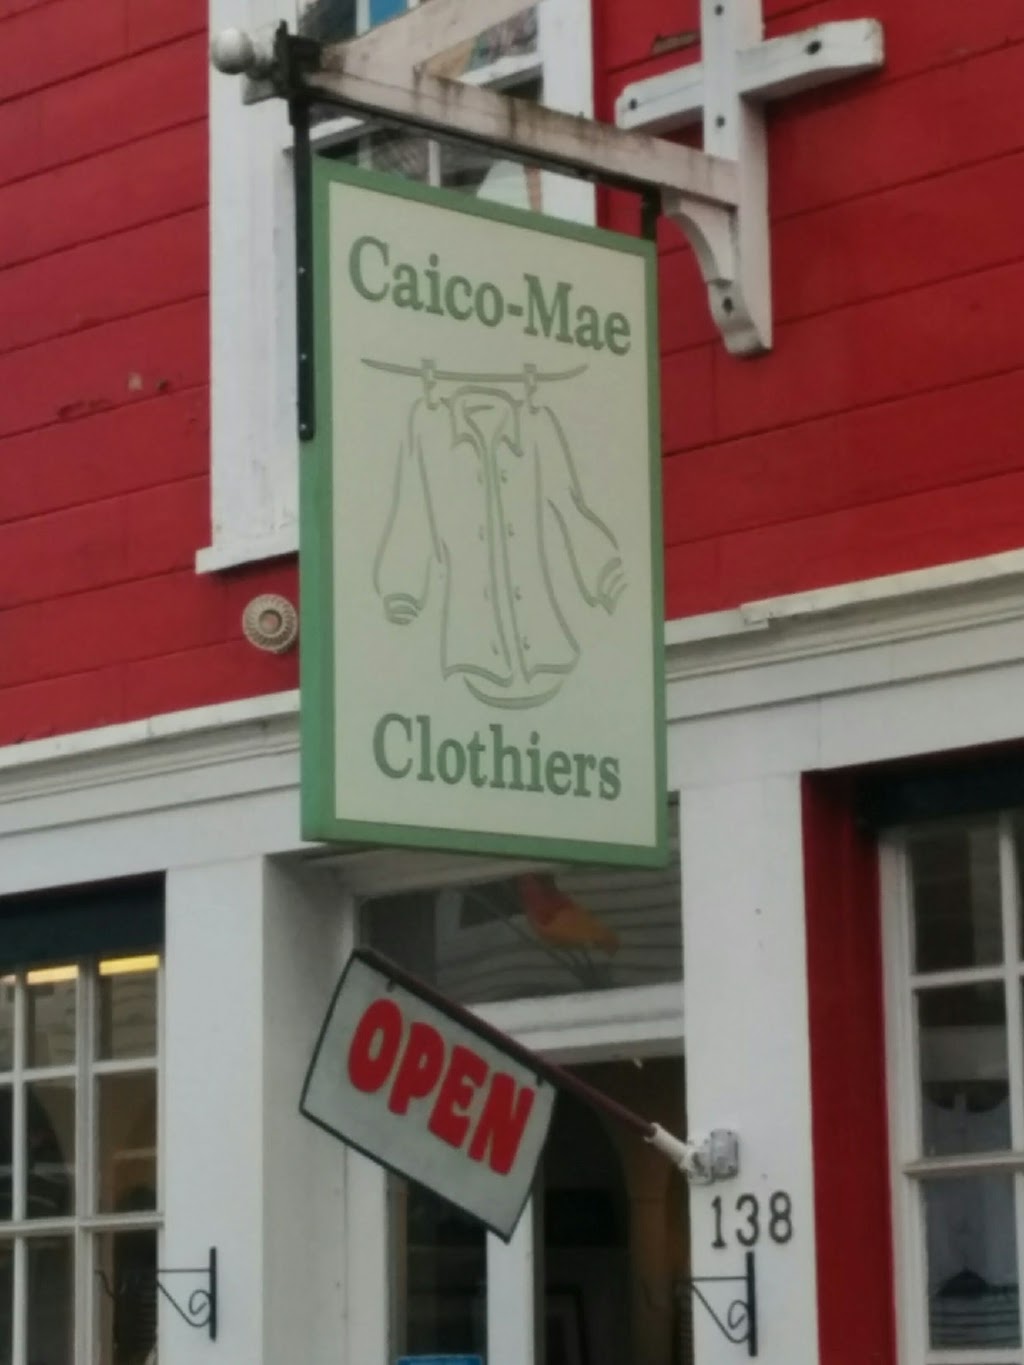 Caico-Mae
Clothiers
OPEN
138